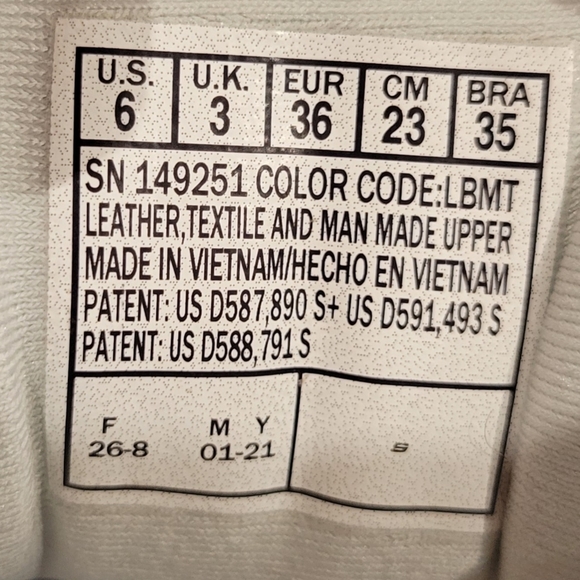 U.S. U.K. EUR CM BRA
6 3 36 23 35
SN 149251 COLOR CODE:LBMT
LEATHER,TEXTILE AND MAN MADE UPPER
MADE IN VIETNAM/HECHO EN VIETNAM
PATENT: US D587,890 S+ US D591,493 S
PATENT: US D588,791 S
F M Y
26-8 01-21
S